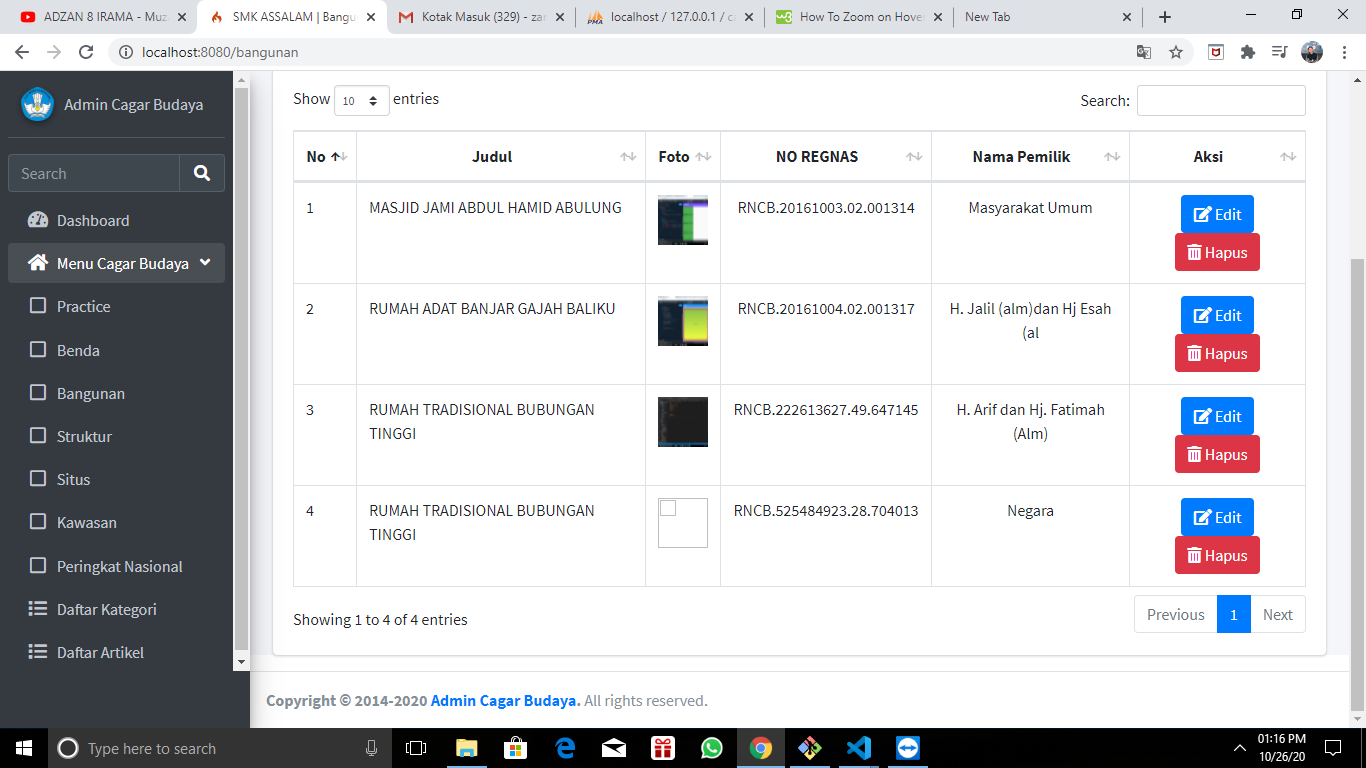 ADZAN 8 IRAMA - Muz
SMK ASSALAM | Bangu
Kotak Masuk (329) - zar
localhost / 127.0.0.1 / ca
How To Zoom on Hove
New Tab
localhost:8080/bangunan
Admin Cagar Budaya
Search
Dashboard
Menu Cagar Budaya
Practice
Benda
Bangunan
Struktur
Situs
Kawasan
Peringkat Nasional
Daftar Kategori
Daftar Artikel
Show 10 entries
Search:
No Judul Foto NO REGNAS Nama Pemilik Aksi
1 MASJID JAMI ABDUL HAMID ABULUNG RNCB.20161003.02.001314 Masyarakat Umum Edit
Hapus
2 RUMAH ADAT BANJAR GAJAH BALIKU RNCB.20161004.02.001317 H. Jalil (alm)dan Hj Esah Edit
(al
Hapus
3 RUMAH TRADISIONAL BUBUNGAN RNCB.222613627.49.647145 H. Arif dan Hj. Fatimah Edit
TINGGI (Alm)
Hapus
4 RUMAH TRADISIONAL BUBUNGAN RNCB.525484923.28.704013 Negara Edit
TINGGI
Hapus
Showing 1 to 4 of 4 entries
Previous 1 Next
Copyright © 2014-2020 Admin Cagar Budaya. All rights reserved.
Type here to search
01:16 PM
10/26/20